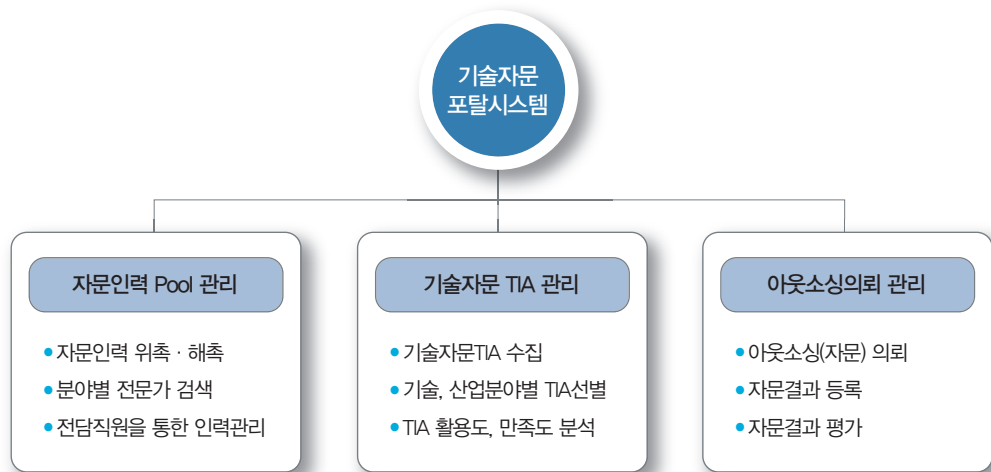 기술자문
포탈시스템
자문인력 Pool 관리
• 자문인력 위촉 · 해촉
• 분야별 전문가 검색
• 전담직원을 통한 인력관리
기술자문 TIA 관리
• 기술자문TIA 수집
• 기술, 산업분야별 TIA선별
• TIA 활용도, 만족도 분석
아웃소싱의뢰 관리
• 아웃소싱(자문) 의뢰
• 자문결과 등록
• 자문결과 평가